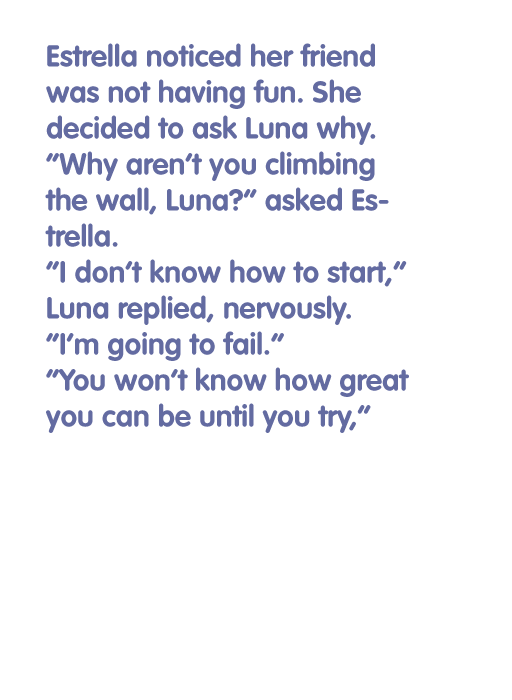 Estrella noticed her friend
was not having fun. She
decided to ask Luna why.
“Why aren’t you climbing
the wall, Luna?” asked Es-
trella.
“I don’t know how to start,”
Luna replied, nervously.
“I’m going to fail.”
“You won’t know how great
you can be until you try,”